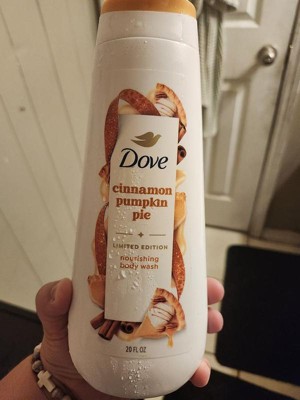 Dove
cinnamon
pumpkin
pie
LIMITED EDITION
nourishing
body wash
20 FL OZ